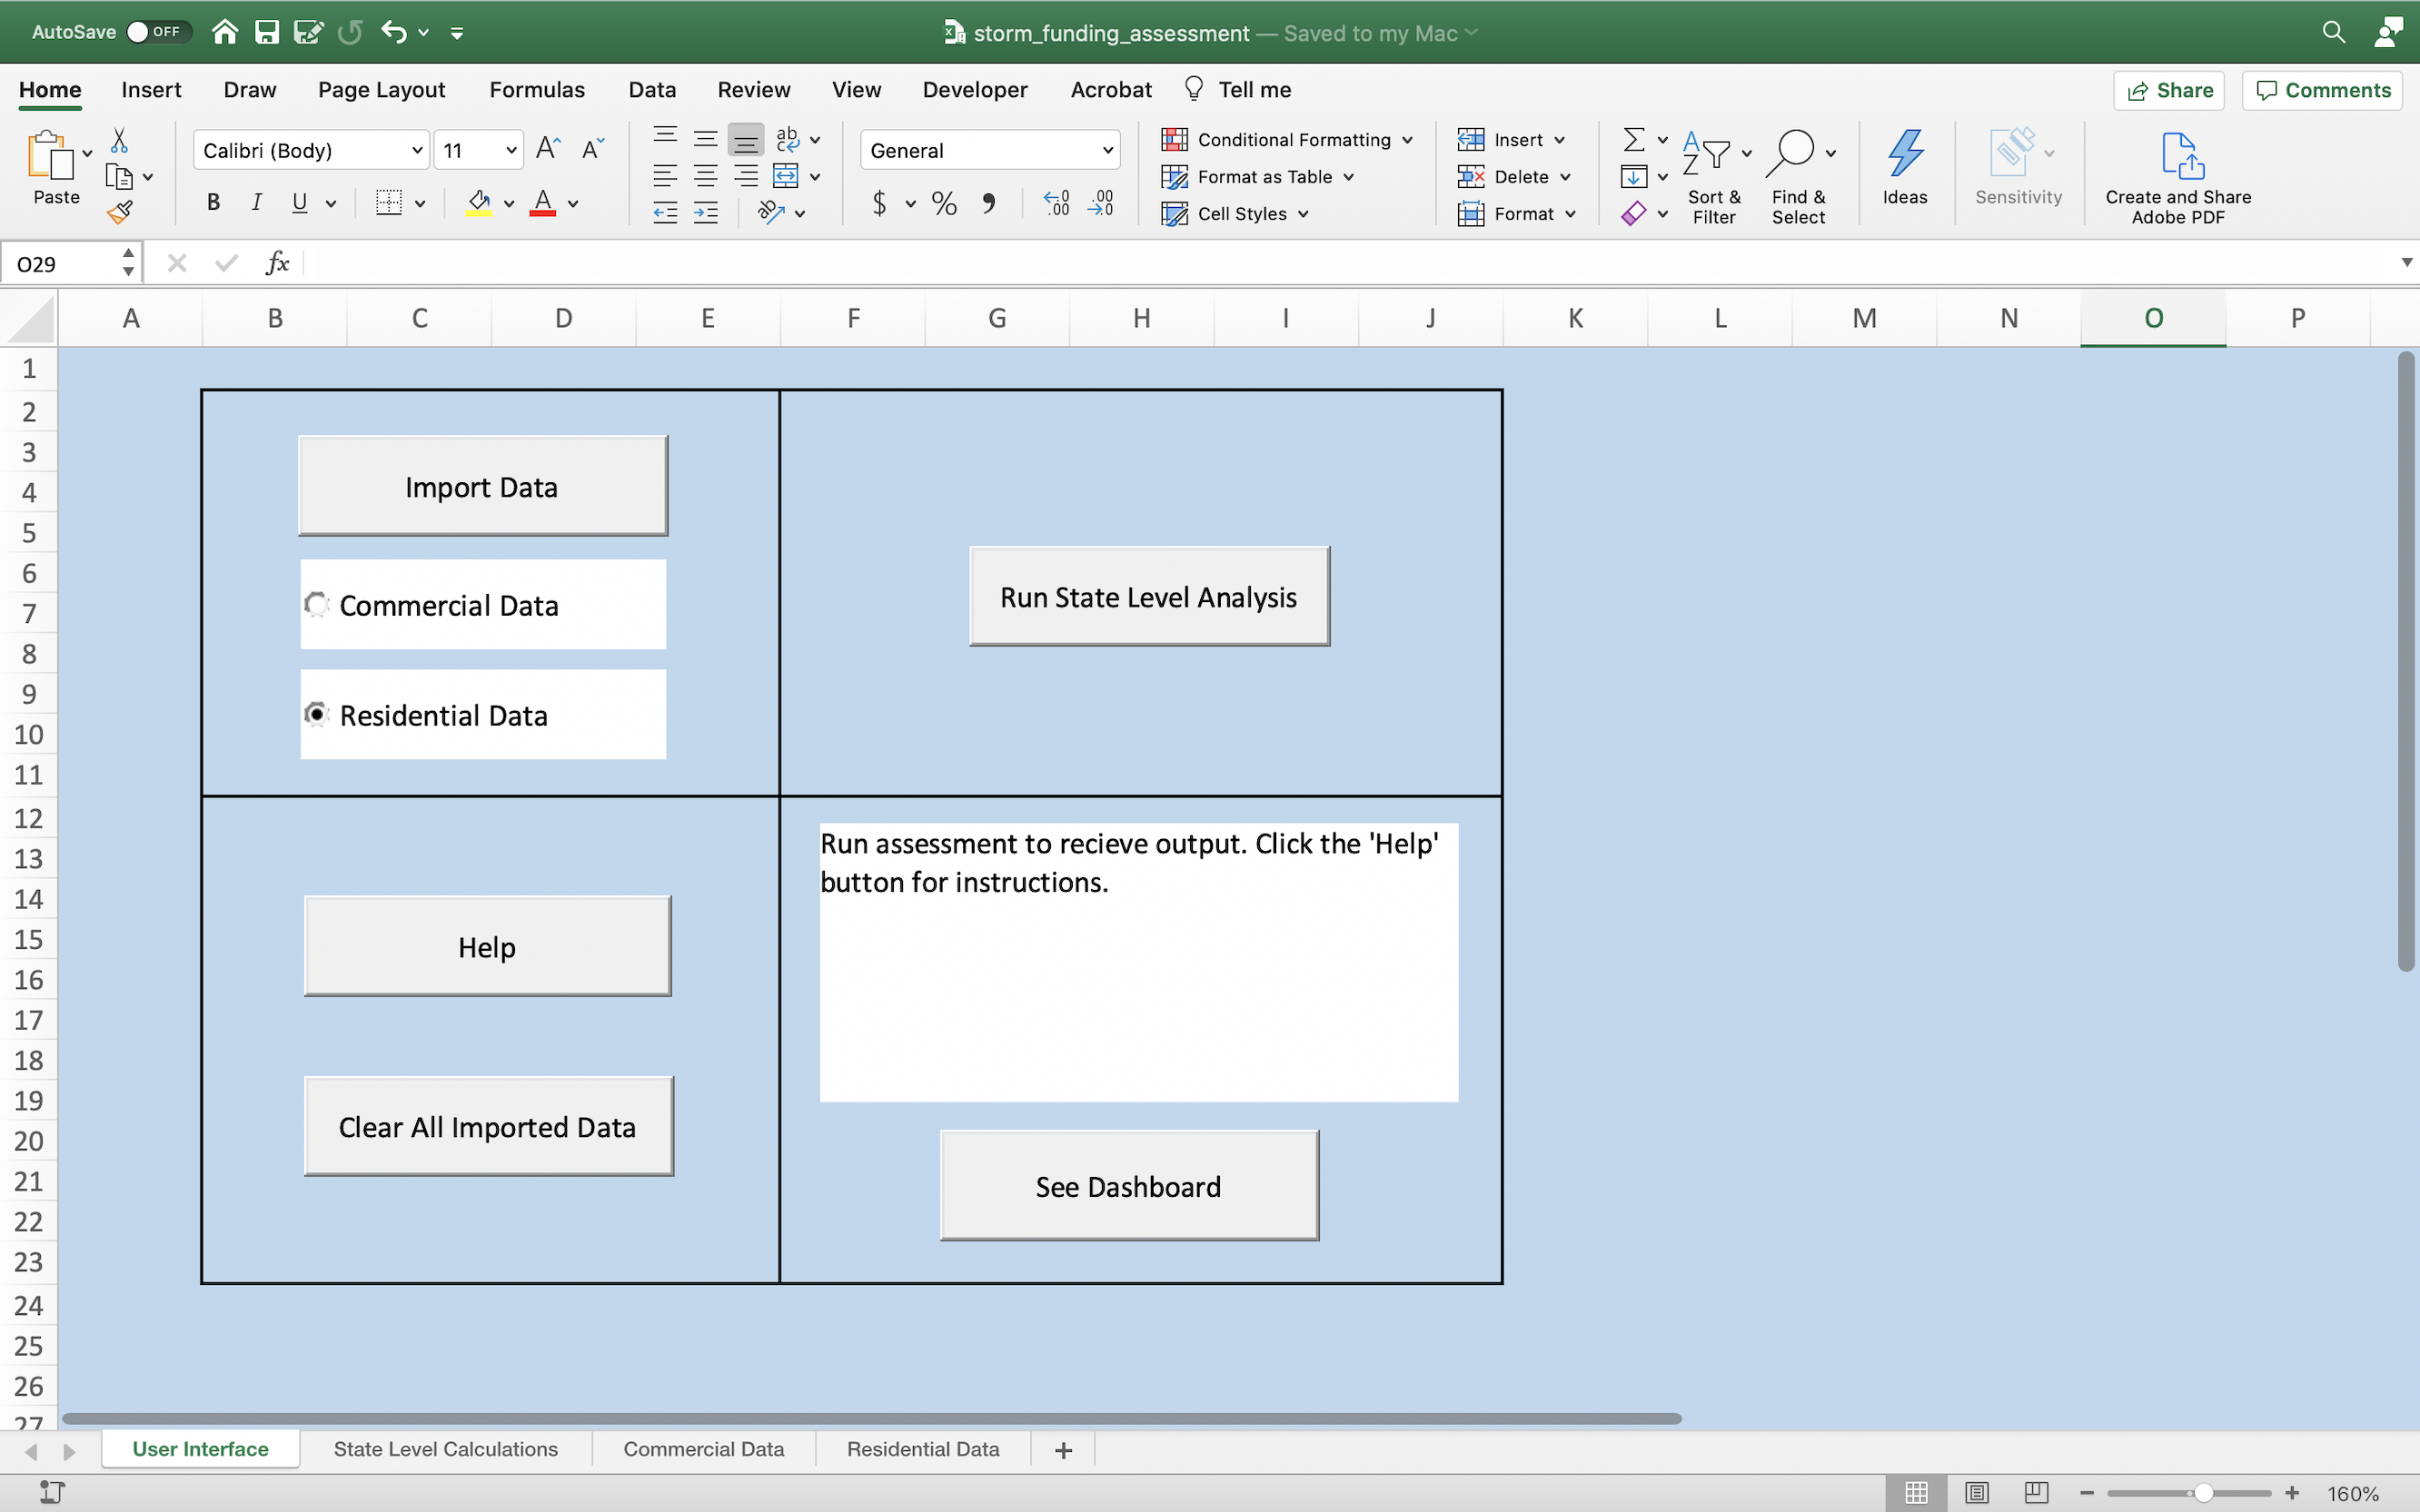 AutoSave OFF storm_funding_assessment — Saved to my Mac
Home Insert Draw Page Layout Formulas Data Review View Developer Acrobat Tell me Share Comments
Paste Calibri (Body) 11 A A ab General Conditional Formatting Insert
Format as Table Delete
B I U A $ % , .00 .00 Cell Styles Format
A Z Sort & Filter Find & Select Ideas Sensitivity Create and Share Adobe PDF
O29 fx
A B C D E F G H I J K L M N O P
1
2
3
4
5
6
7
8
9
10
11
12
13
14
15
16
17
18
19
20
21
22
23
24
25
26
27
Import Data
Commercial Data
Residential Data
Run State Level Analysis
Help
Clear All Imported Data
Run assessment to recieve output. Click the 'Help'
button for instructions.
See Dashboard
User Interface State Level Calculations Commercial Data Residential Data +
160%